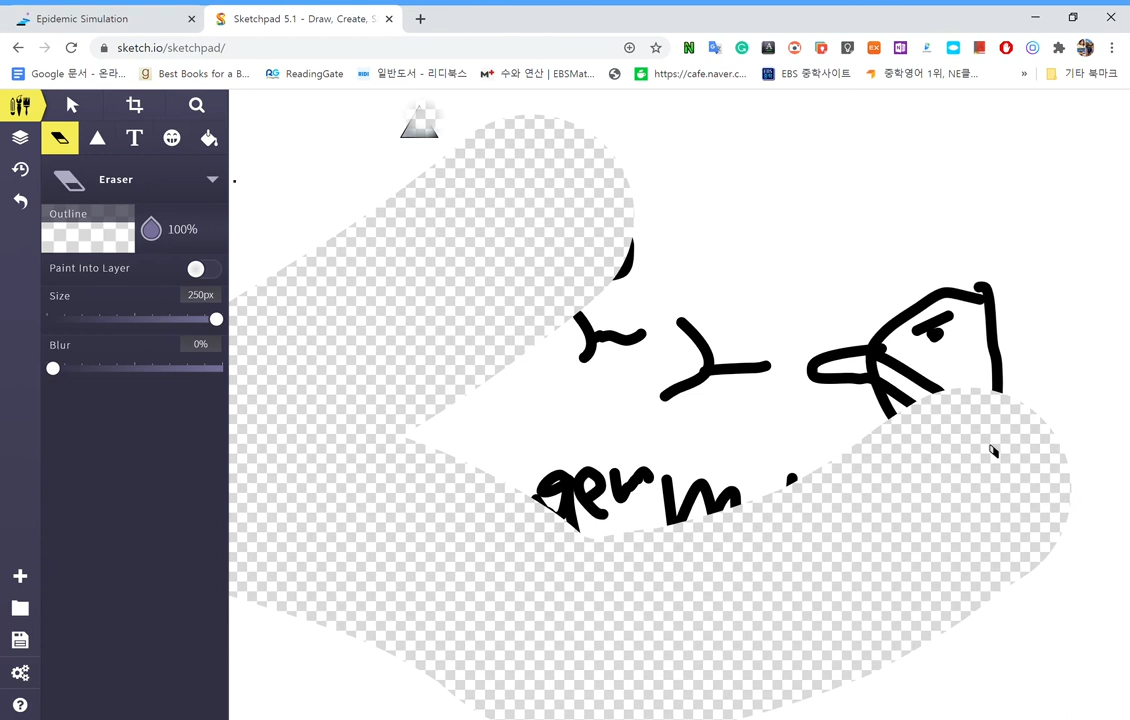 Epidemic Simulation
Sketchpad 5.1 - Draw, Create, S
sketch.io/sketchpad/
Google 문서 - 온라...
Best Books for a B...
ReadingGate
일반도서 - 리디북스
수와 연산 | EBSMat...
https://cafe.naver.c...
EBS 중학사이트
중학영어 1위, NE클...
»
기타 북마크
T
Eraser
Outline
100%
Paint Into Layer
Size
250px
Blur
0%
germ